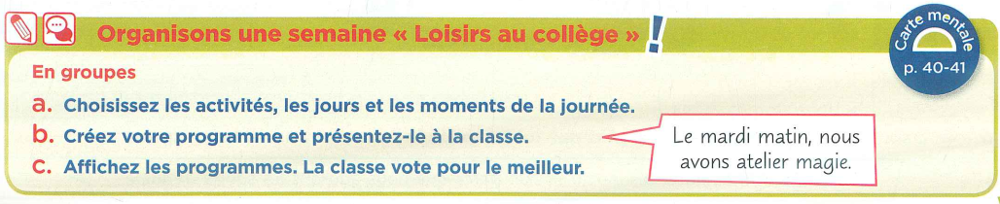 Organisons une semaine « Loisirs au collège » !
Carte mentale
p. 40-41
En groupes
a. Choisissez les activités, les jours et les moments de la journée.
b. Créez votre programme et présentez-le à la classe.
Le mardi matin, nous
avons atelier magie.
c. Affichez les programmes. La classe vote pour le meilleur.